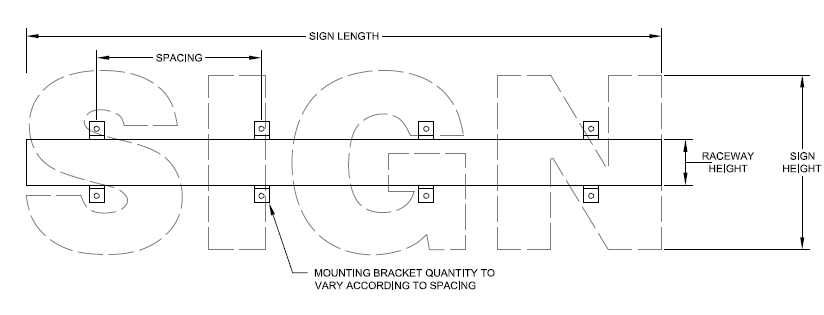 SIGN LENGTH
SPACING
SIGN
RACEWAY
HEIGHT
SIGN
HEIGHT
MOUNTING BRACKET QUANTITY TO
VARY ACCORDING TO SPACING